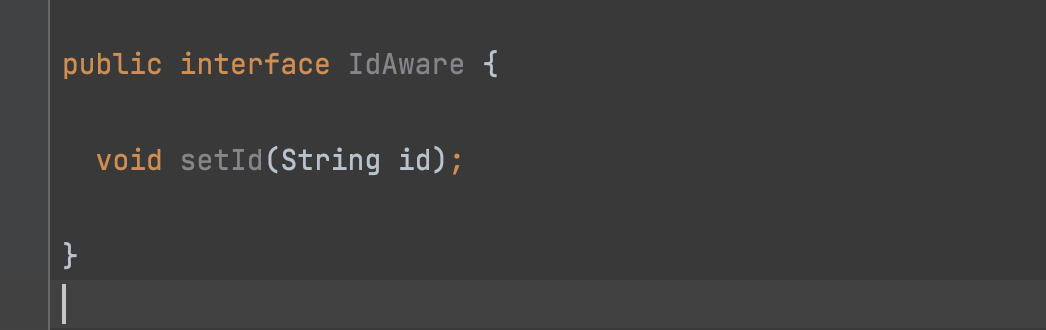 public interface IdAware {
  void setId(String id);
}